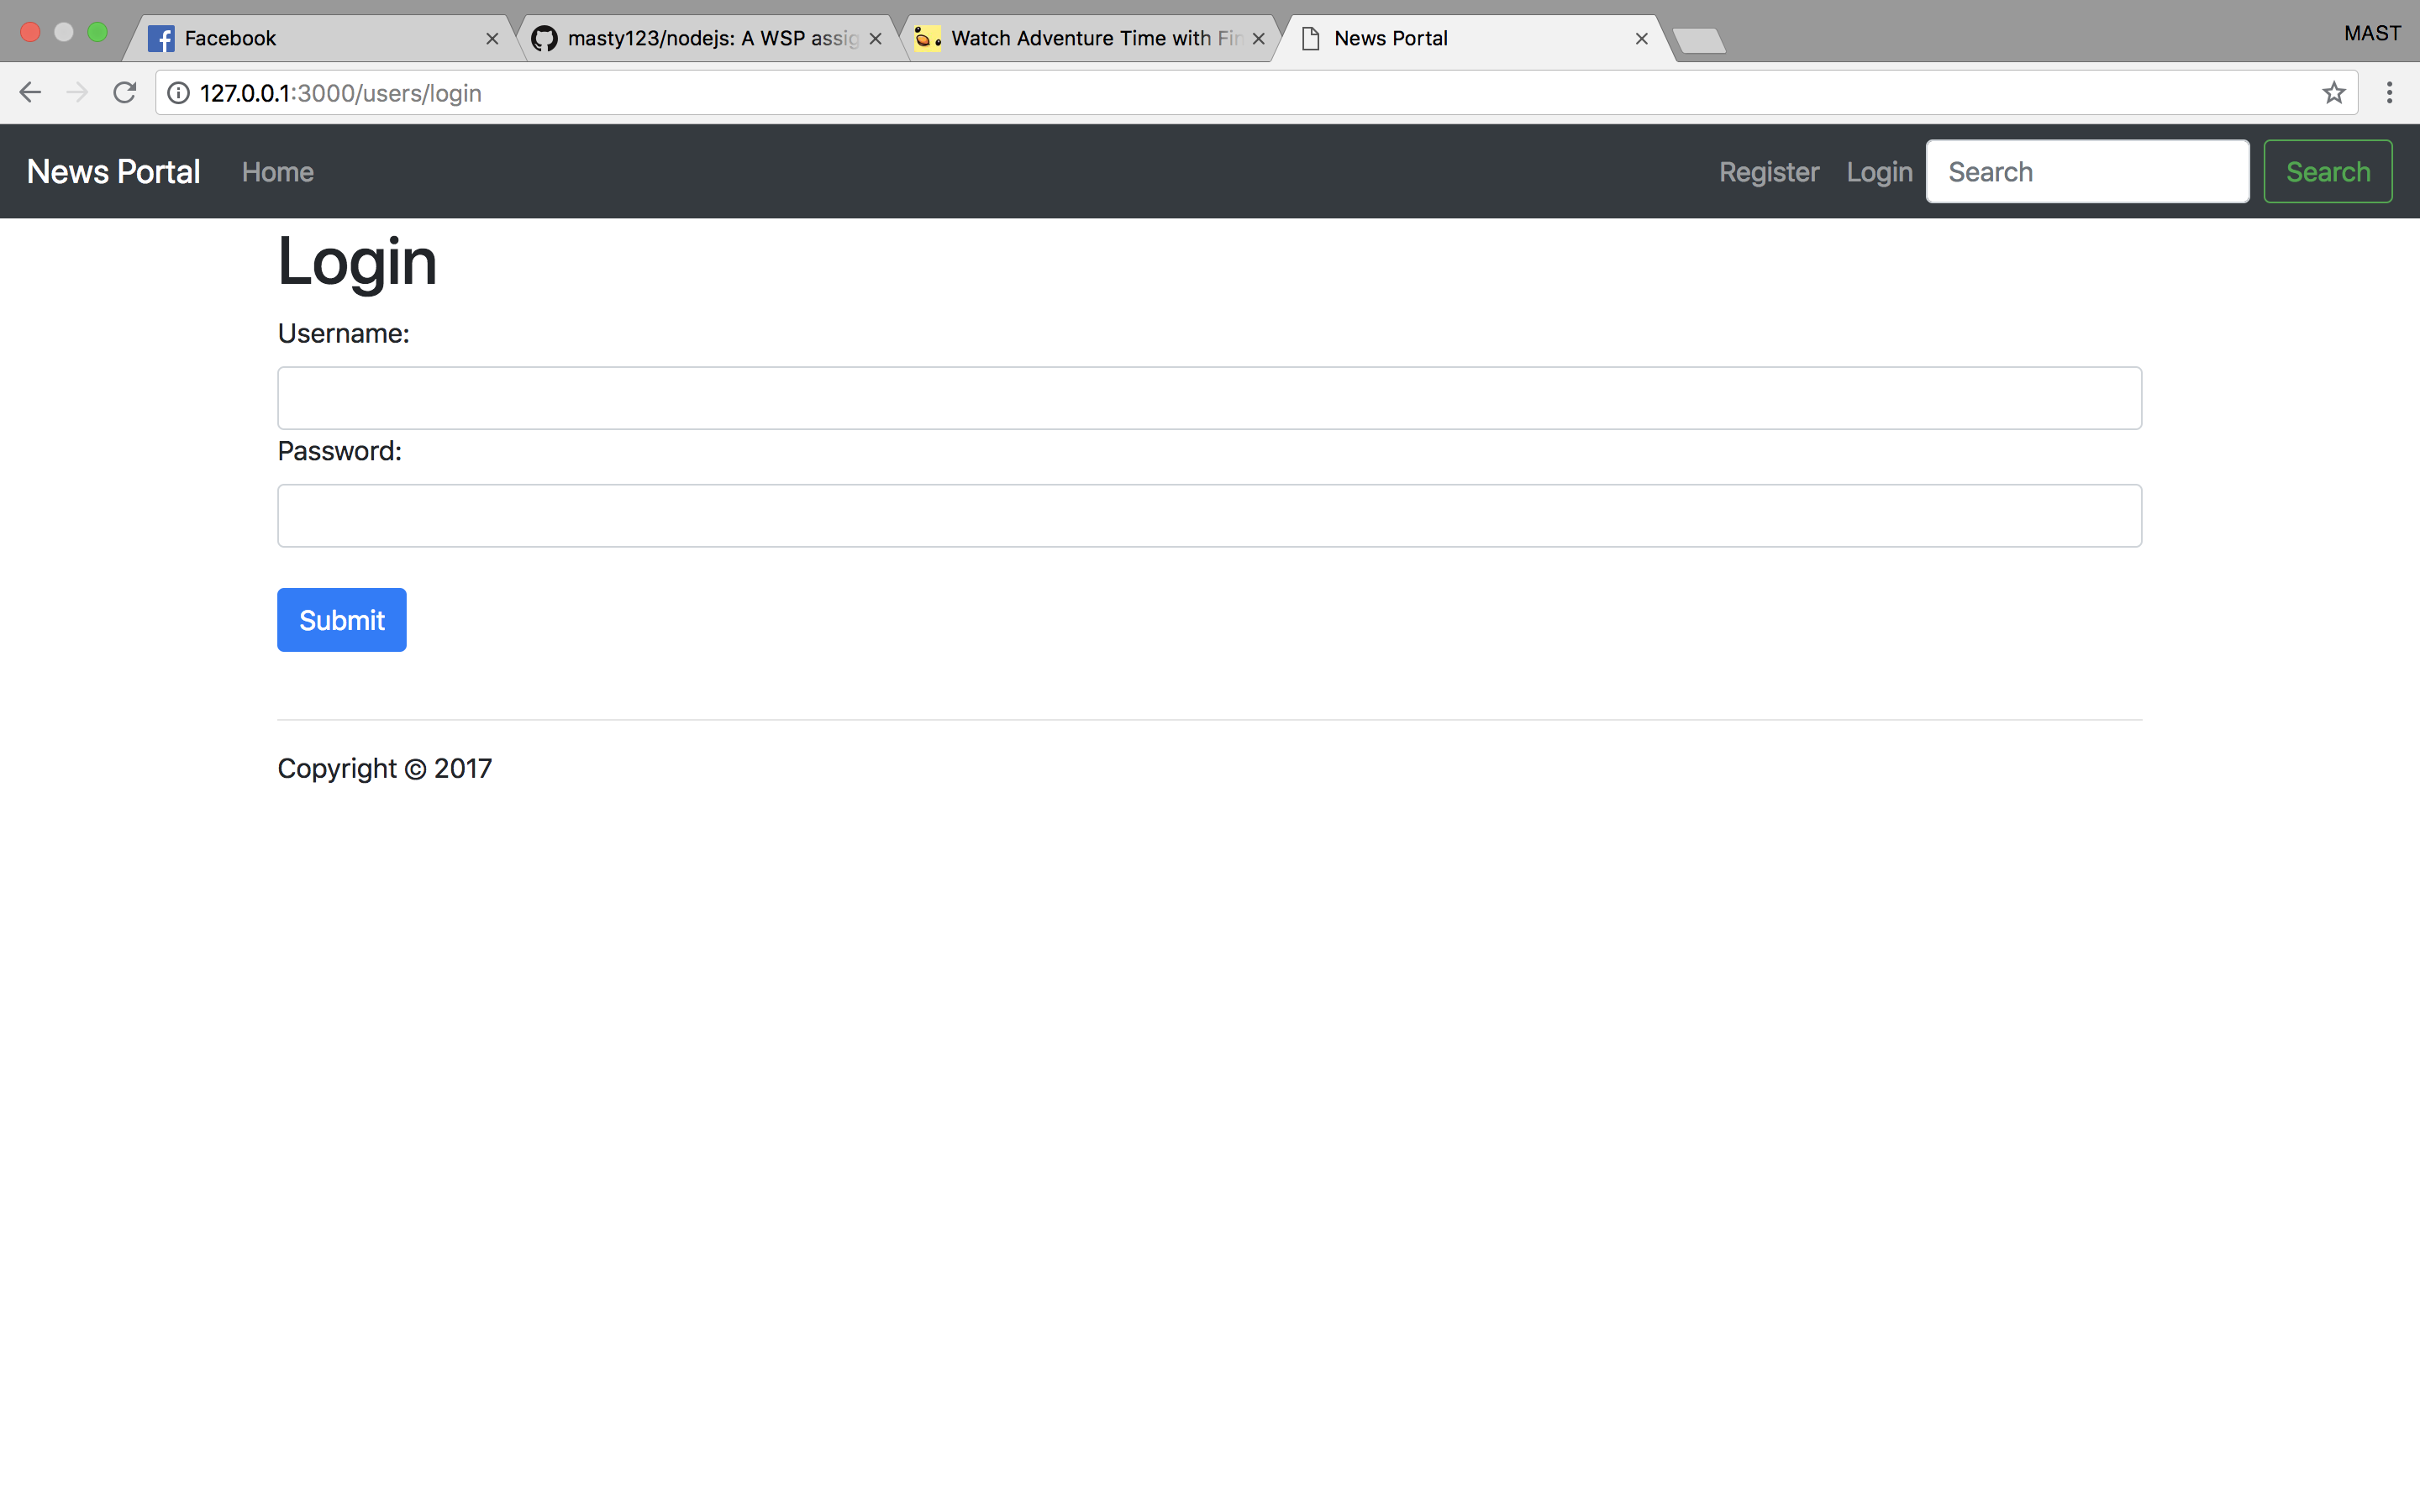 Facebook
masty123/nodejs: A WSP assig
Watch Adventure Time with Fin
News Portal
MAST
127.0.0.1:3000/users/login
News Portal Home Register Login Search Search
Login
Username:
Password:
Submit
Copyright © 2017